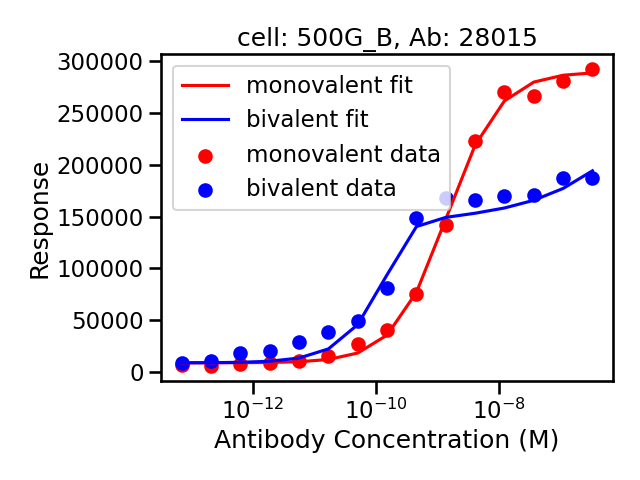 cell: 500G_B, Ab: 28015
300000
250000
200000
150000
100000
50000
0
Response
monovalent fit
bivalent fit
monovalent data
bivalent data
10⁻¹² 10⁻¹⁰ 10⁻⁸
Antibody Concentration (M)